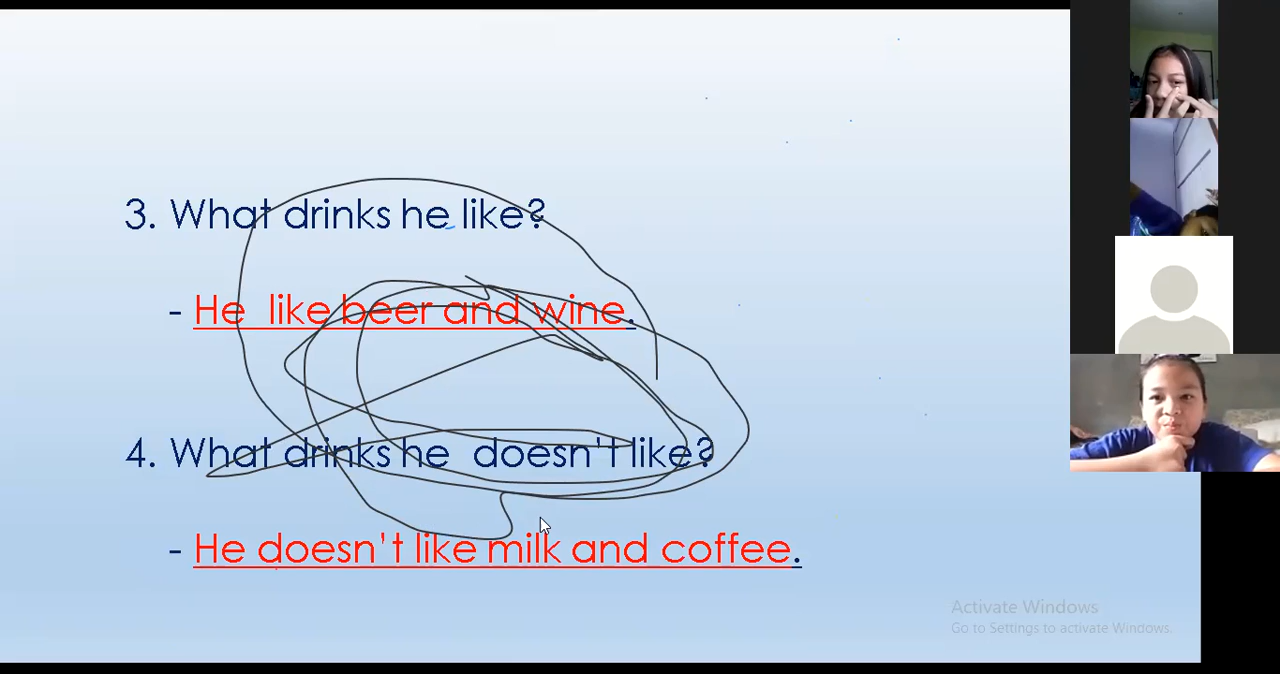 3. What drinks he like?
- He like beer and wine.
4. What drinks he doesn't like?
- He doesn't like milk and coffee.
Activate Windows
Go to Settings to activate Windows.